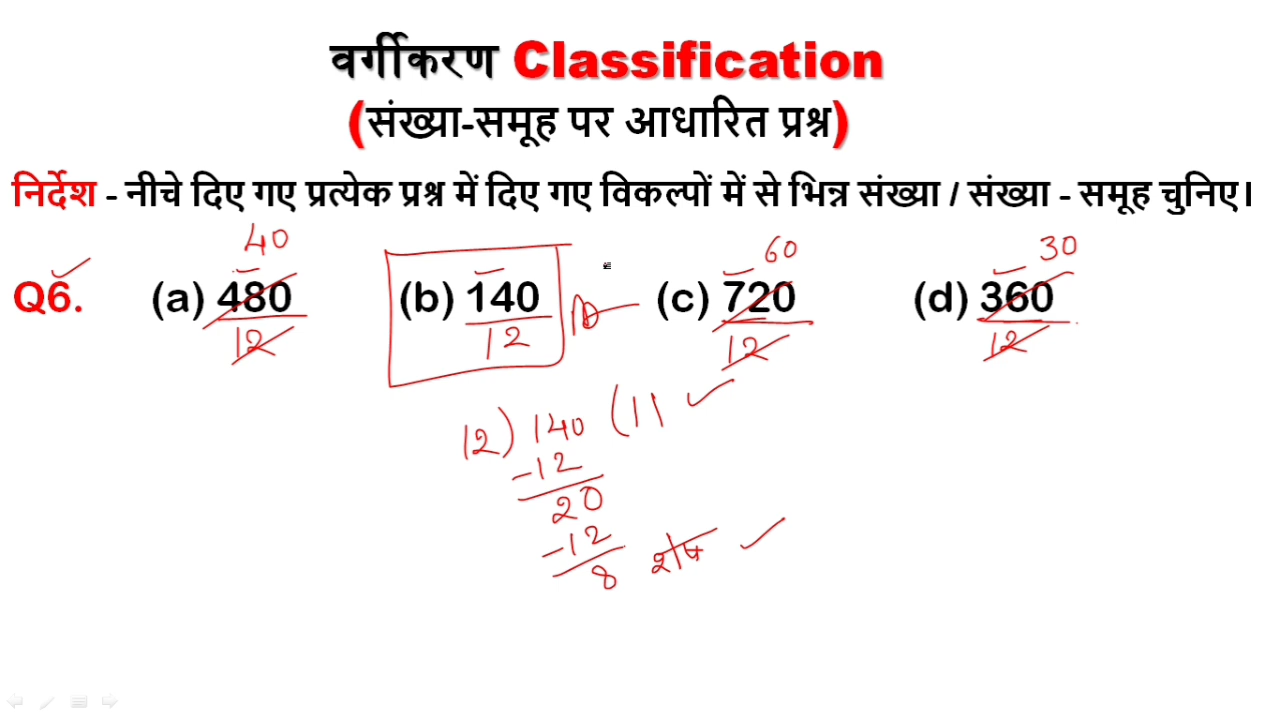 वर्गीकरण Classification
(संख्या-समूह पर आधारित प्रश्न)
निर्देश - नीचे दिए गए प्रत्येक प्रश्न में दिए गए विकल्पों में से भिन्न संख्या / संख्या - समूह चुनिए।
40 60 30
Q6. (a) 480 (b) 140 (c) 720 (d) 360
12 12 12 12
12) 140 (11
-12
20
-12
8 शेष